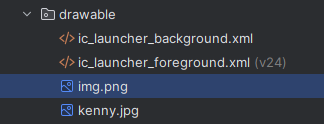 drawable
ic_launcher_background.xml
ic_launcher_foreground.xml (v24)
img.png
kenny.jpg